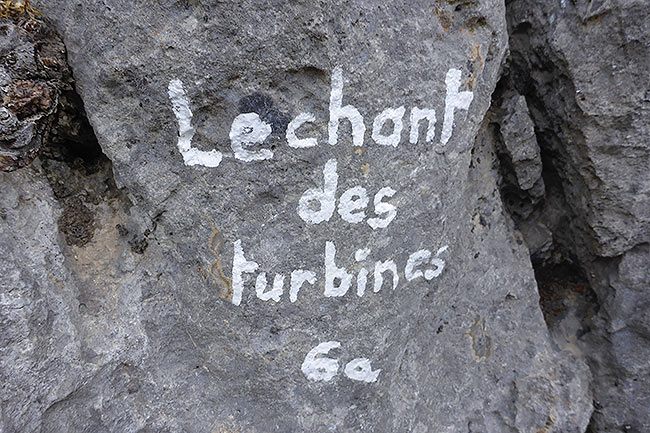 Le chant
des
turbines
6a